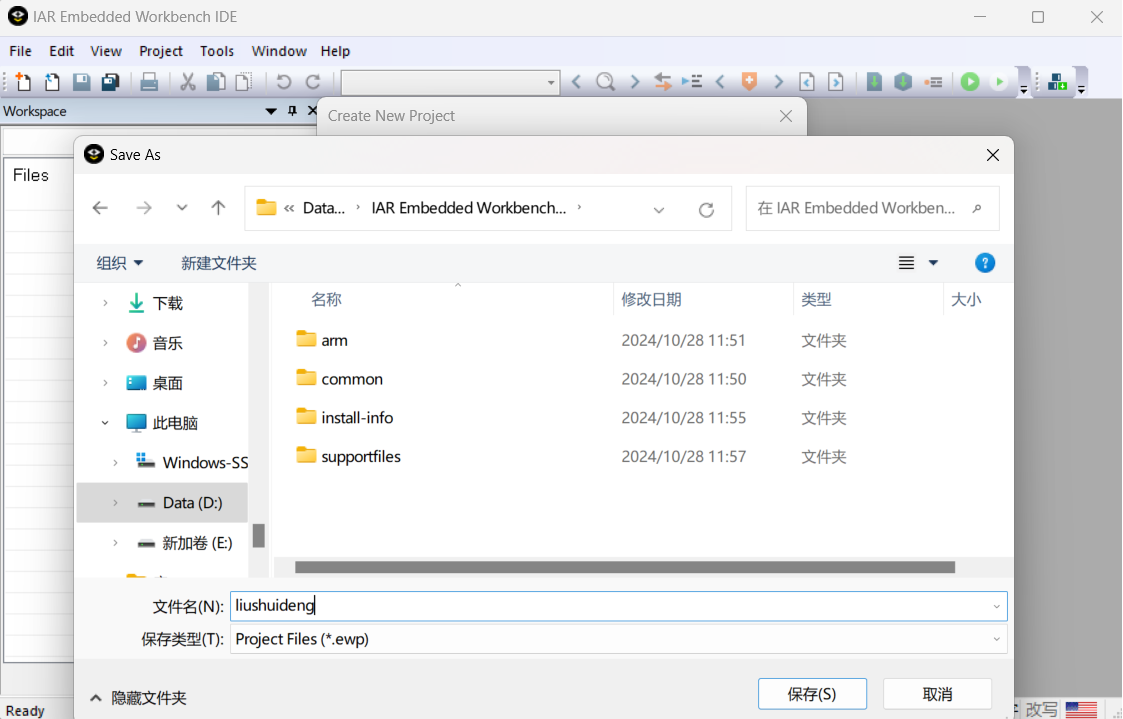 IAR Embedded Workbench IDE
File Edit View Project Tools Window Help
Workspace
Create New Project
Files
Save As
« Data... › IAR Embedded Workbench... ›
在 IAR Embedded Workben...
组织 新建文件夹
名称 修改日期 类型 大小
下载
音乐
桌面
此电脑
Windows-SS
Data (D:)
新加卷 (E:)
arm 2024/10/28 11:51 文件夹
common 2024/10/28 11:50 文件夹
install-info 2024/10/28 11:55 文件夹
supportfiles 2024/10/28 11:57 文件夹
文件名(N): liushuideng
保存类型(T): Project Files (*.ewp)
隐藏文件夹
保存(S) 取消
Ready
改写